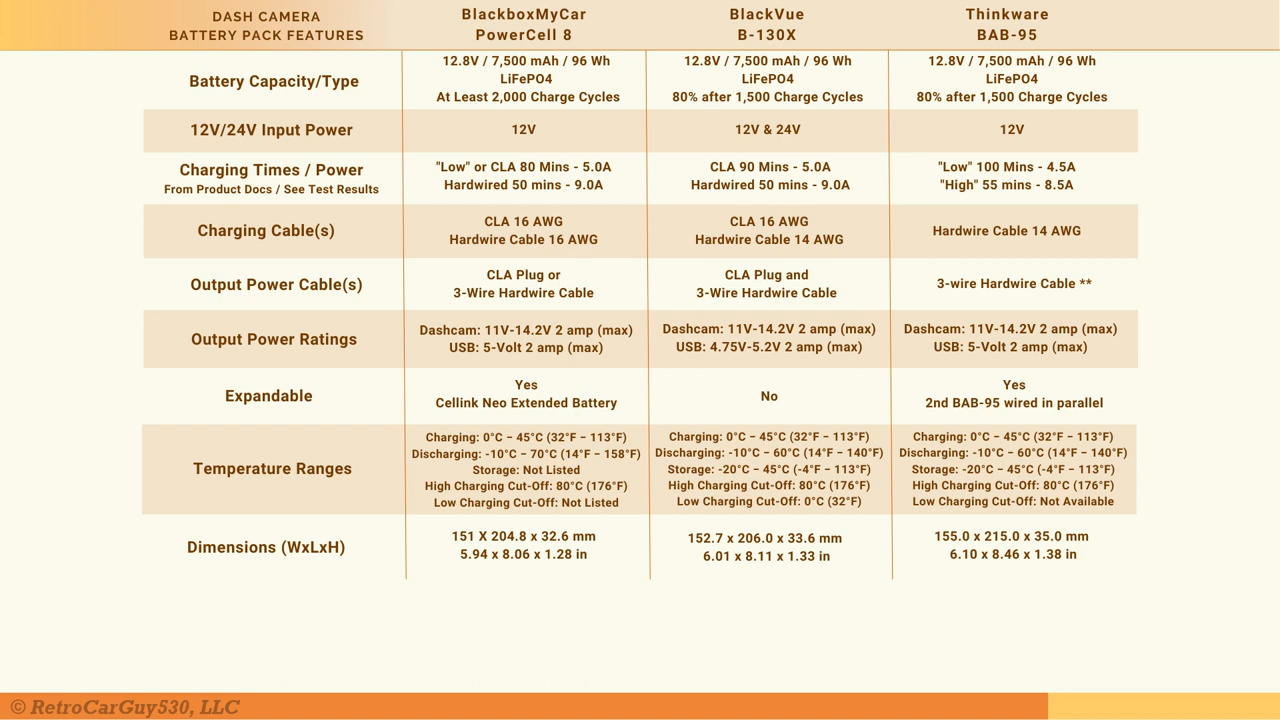 DASH CAMERA
BATTERY PACK FEATURES
BlackboxMyCar
PowerCell 8
BlackVue
B-130X
Thinkware
BAB-95
Battery Capacity/Type
12.8V / 7,500 mAh / 96 Wh
LiFePO4
At Least 2,000 Charge Cycles
12.8V / 7,500 mAh / 96 Wh
LiFePO4
80% after 1,500 Charge Cycles
12.8V / 7,500 mAh / 96 Wh
LiFePO4
80% after 1,500 Charge Cycles
12V/24V Input Power
12V
12V & 24V
12V
Charging Times / Power
From Product Docs / See Test Results
"Low" or CLA 80 Mins - 5.0A
Hardwired 50 mins - 9.0A
CLA 90 Mins - 5.0A
Hardwired 50 mins - 9.0A
"Low" 100 Mins - 4.5A
"High" 55 mins - 8.5A
Charging Cable(s)
CLA 16 AWG
Hardwire Cable 16 AWG
CLA 16 AWG
Hardwire Cable 14 AWG
Hardwire Cable 14 AWG
Output Power Cable(s)
CLA Plug or
3-Wire Hardwire Cable
CLA Plug and
3-Wire Hardwire Cable
3-wire Hardwire Cable **
Output Power Ratings
Dashcam: 11V-14.2V 2 amp (max)
USB: 5-Volt 2 amp (max)
Dashcam: 11V-14.2V 2 amp (max)
USB: 4.75V-5.2V 2 amp (max)
Dashcam: 11V-14.2V 2 amp (max)
USB: 5-Volt 2 amp (max)
Expandable
Yes
Cellink Neo Extended Battery
No
Yes
2nd BAB-95 wired in parallel
Temperature Ranges
Charging: 0°C – 45°C (32°F – 113°F)
Discharging: -10°C – 70°C (14°F – 158°F)
Storage: Not Listed
High Charging Cut-Off: 80°C (176°F)
Low Charging Cut-Off: Not Listed
Charging: 0°C – 45°C (32°F – 113°F)
Discharging: -10°C – 60°C (14°F – 140°F)
Storage: -20°C – 45°C (-4°F – 113°F)
High Charging Cut-Off: 80°C (176°F)
Low Charging Cut-Off: 0°C (32°F)
Charging: 0°C – 45°C (32°F – 113°F)
Discharging: -10°C – 60°C (14°F – 140°F)
Storage: -20°C – 45°C (-4°F – 113°F)
High Charging Cut-Off: 80°C (176°F)
Low Charging Cut-Off: Not Available
Dimensions (WxLxH)
151 X 204.8 x 32.6 mm
5.94 x 8.06 x 1.28 in
152.7 x 206.0 x 33.6 mm
6.01 x 8.11 x 1.33 in
155.0 x 215.0 x 35.0 mm
6.10 x 8.46 x 1.38 in
© RetroCarGuy530, LLC